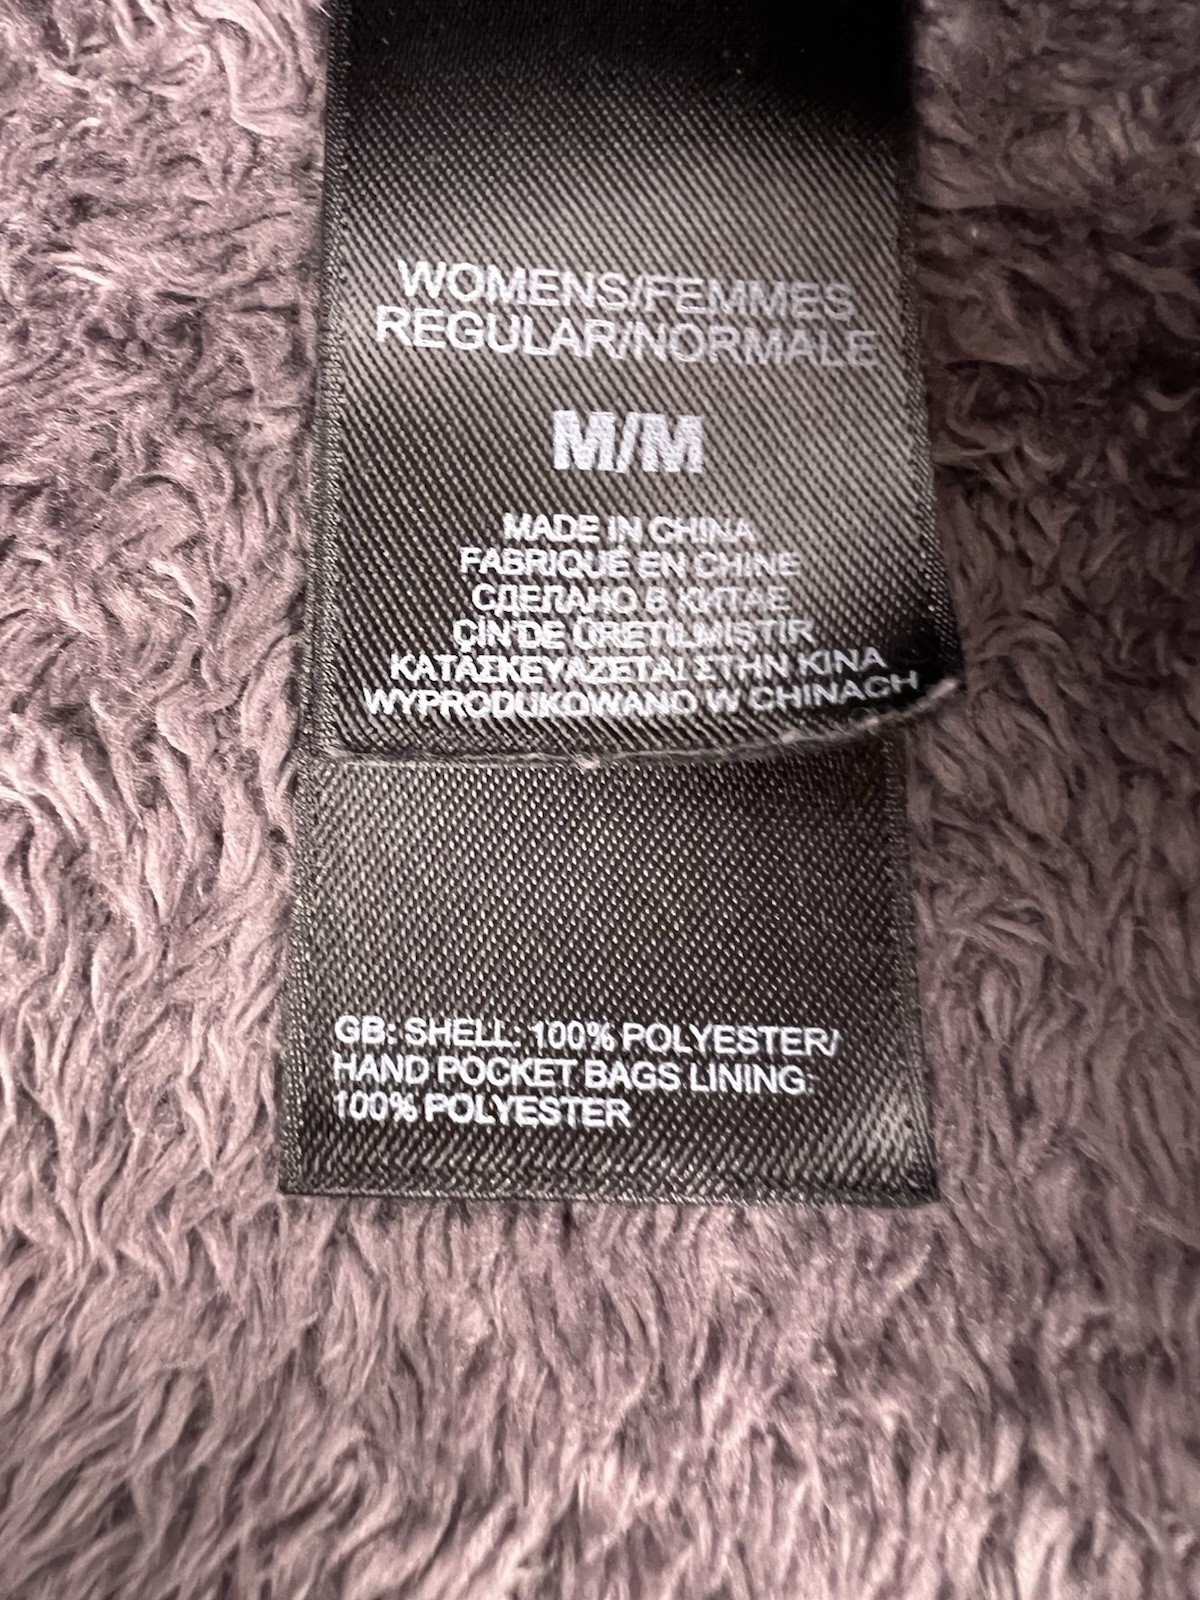 WOMENS/FEMMES
REGULAR/NORMALE
M/M
MADE IN CHINA
FABRIQUÉ EN CHINE
СДЕЛАНО В КИТАЕ
ÇİN'DE ÜRETİLMİŞTİR
ΚΑΤΑΣΚΕΥΑΖΕΤΑΙ ΣΤΗΝ ΚΙΝΑ
WYPRODUKOWANO W CHINACH
GB: SHELL: 100% POLYESTER/
HAND POCKET BAGS LINING:
100% POLYESTER